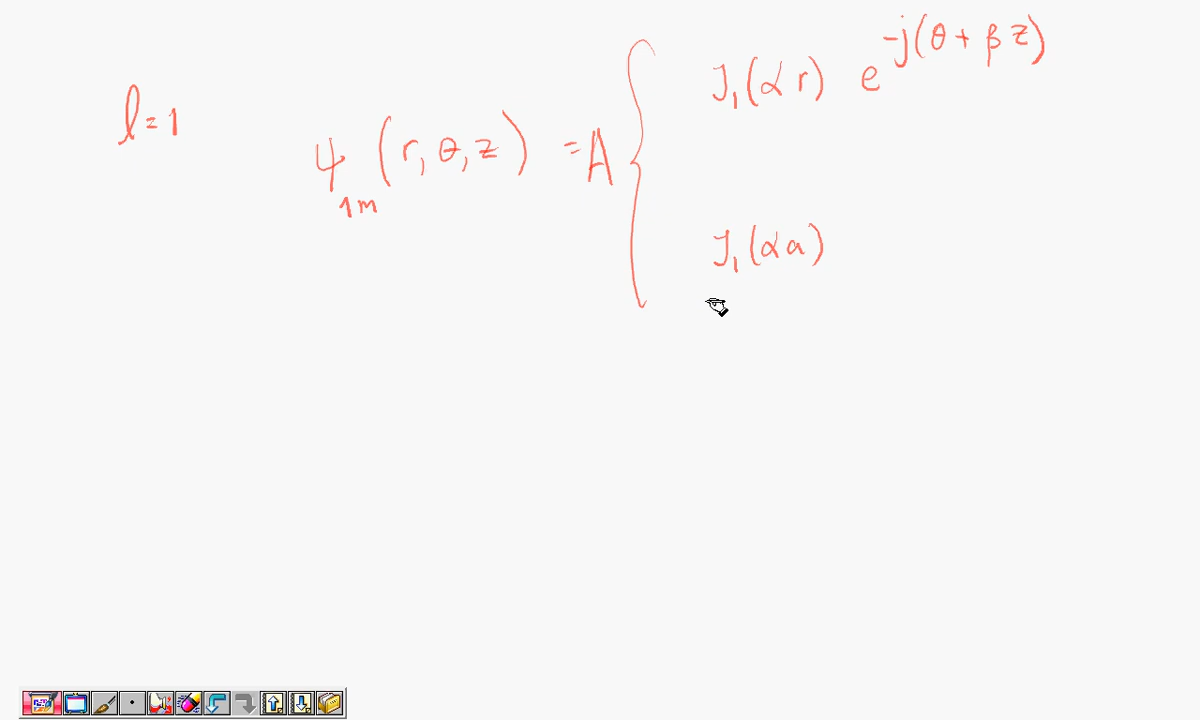 l=1
ψ₁ₘ (r, θ, z) = A {
J₁(αr) e^{-j(θ + βz)}
J₁(αa)